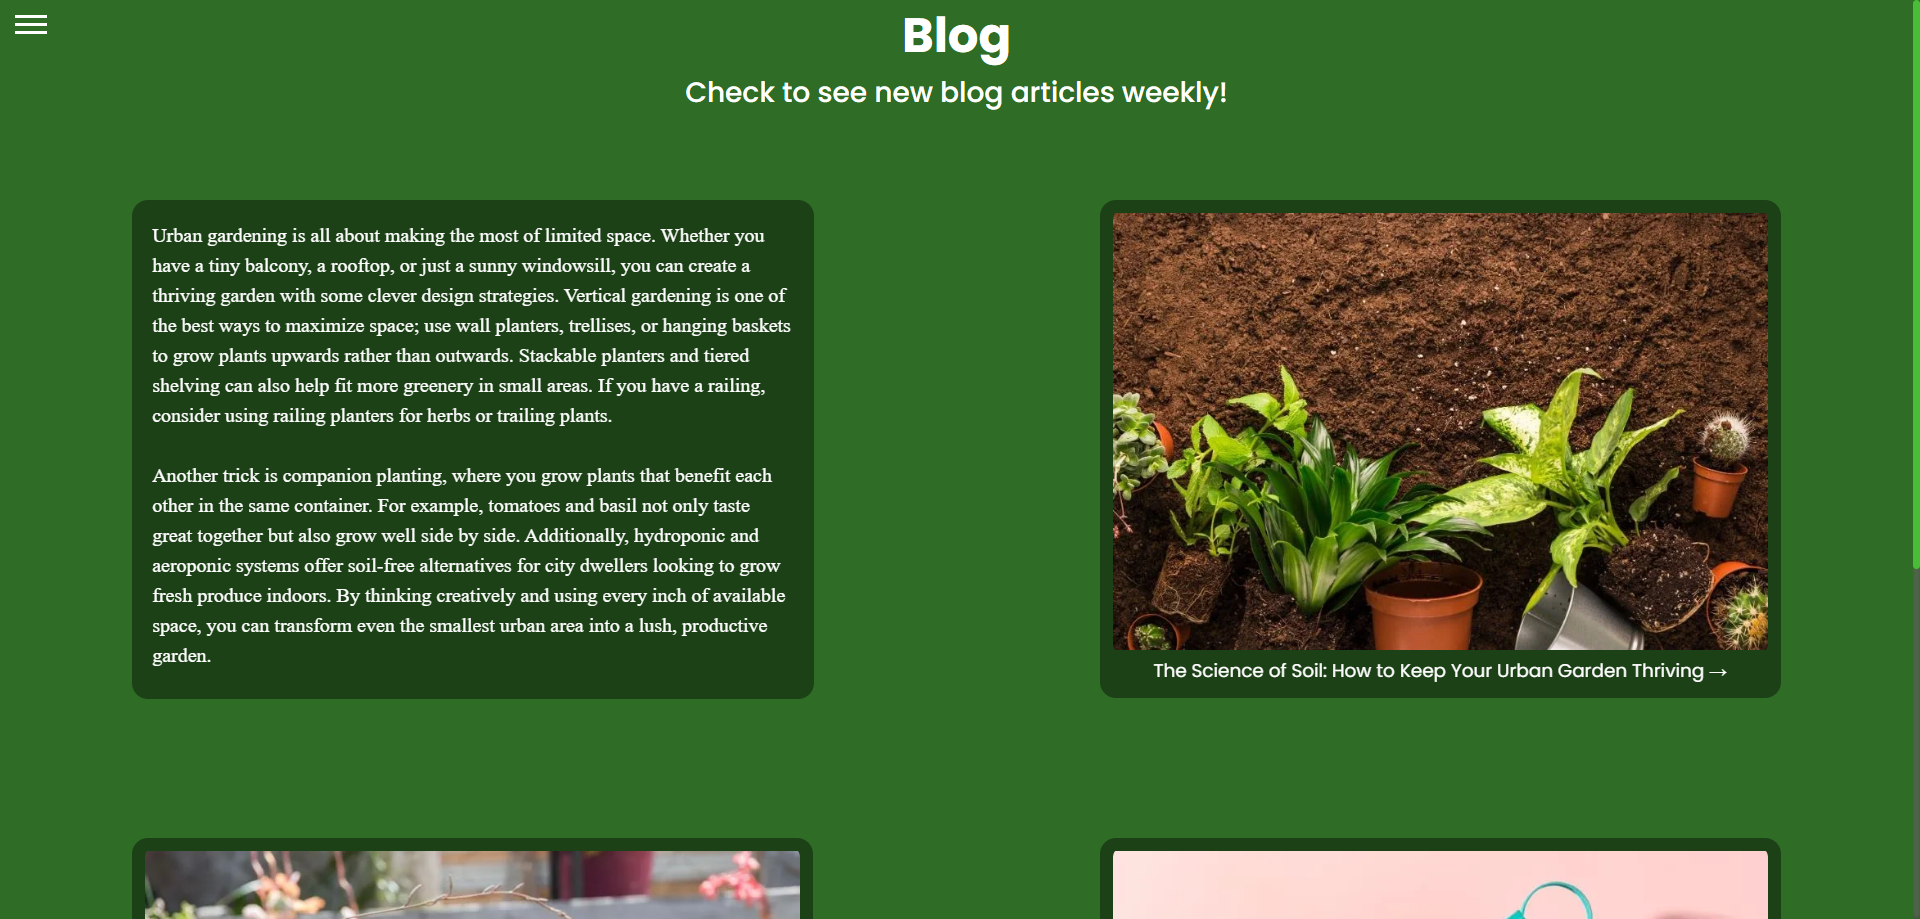 Blog
Check to see new blog articles weekly!
Urban gardening is all about making the most of limited space. Whether you
have a tiny balcony, a rooftop, or just a sunny windowsill, you can create a
thriving garden with some clever design strategies. Vertical gardening is one of
the best ways to maximize space; use wall planters, trellises, or hanging baskets
to grow plants upwards rather than outwards. Stackable planters and tiered
shelving can also help fit more greenery in small areas. If you have a railing,
consider using railing planters for herbs or trailing plants.
Another trick is companion planting, where you grow plants that benefit each
other in the same container. For example, tomatoes and basil not only taste
great together but also grow well side by side. Additionally, hydroponic and
aeroponic systems offer soil-free alternatives for city dwellers looking to grow
fresh produce indoors. By thinking creatively and using every inch of available
space, you can transform even the smallest urban area into a lush, productive
garden.
The Science of Soil: How to Keep Your Urban Garden Thriving →